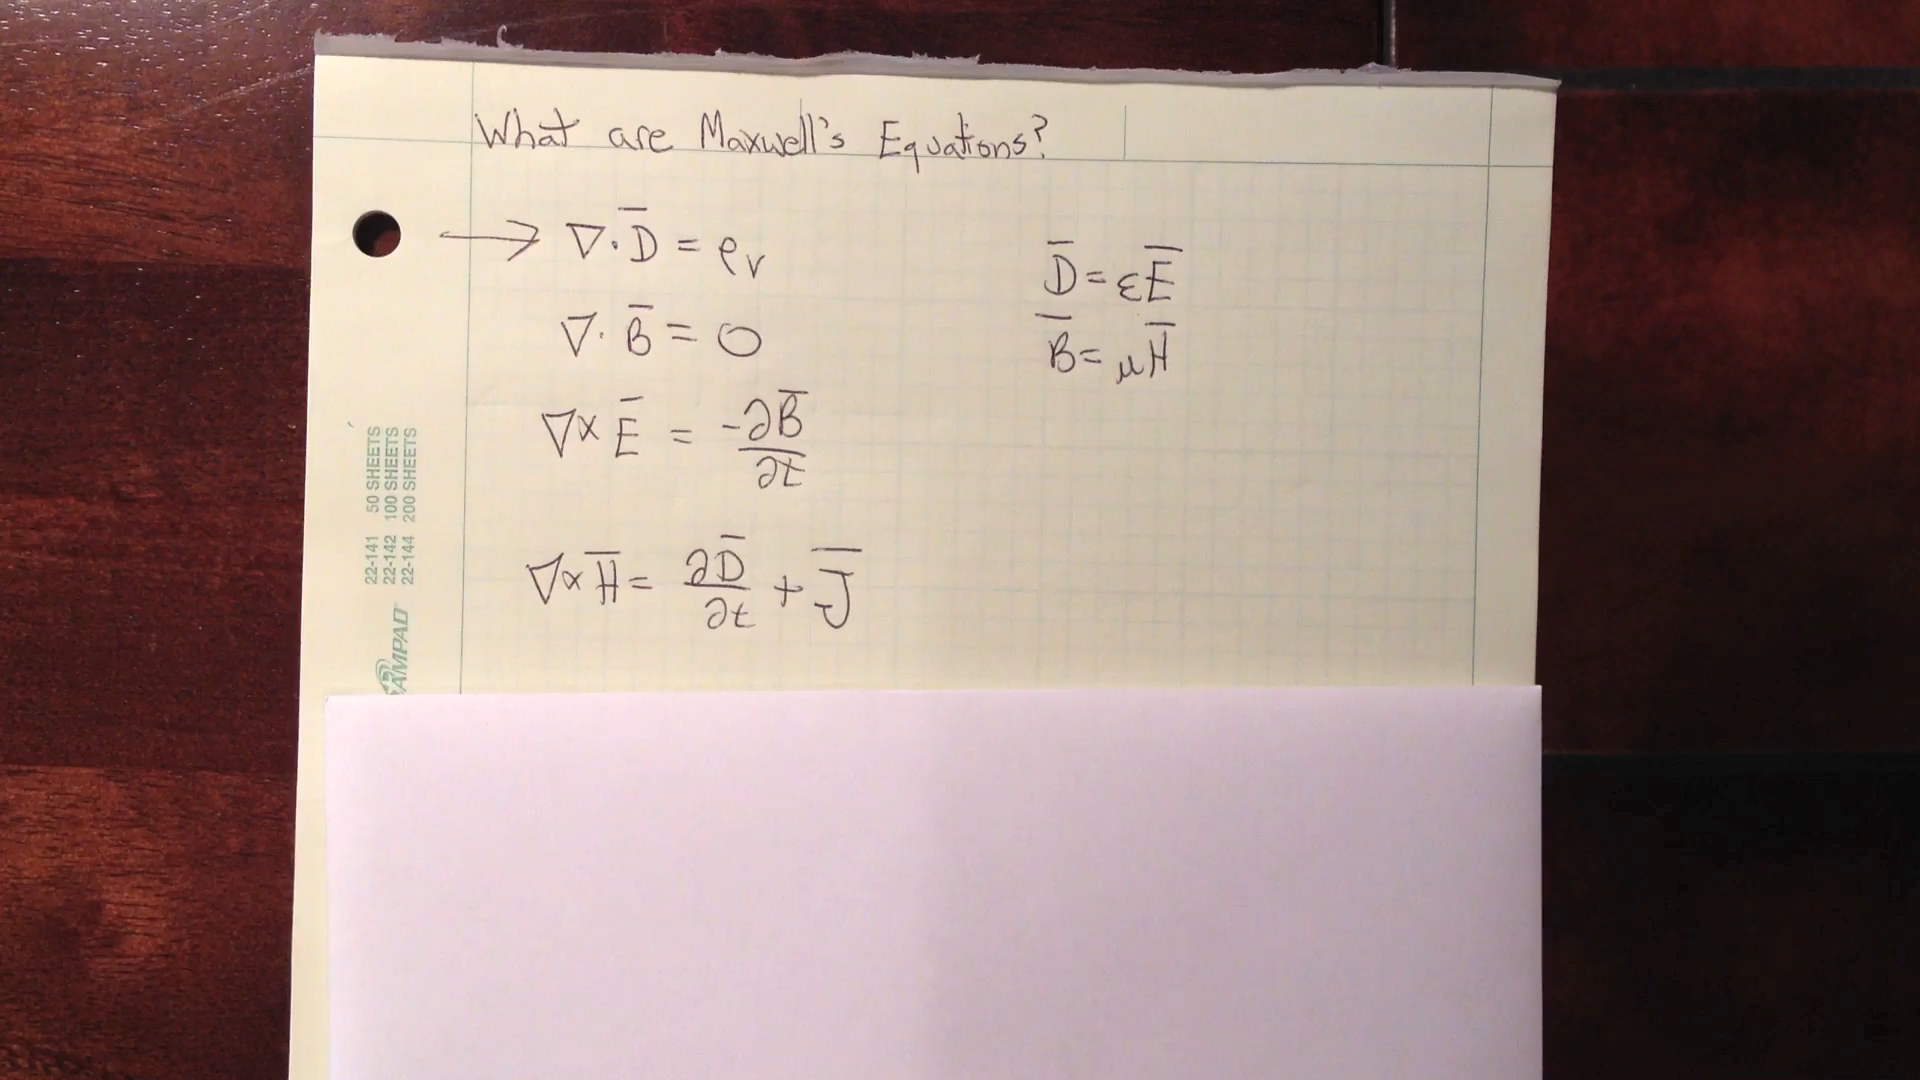 What are Maxwell's Equations?
→ ∇·D̅ = ρv
∇·B̅ = 0
∇×E̅ = -∂B̅/∂t
∇×H̅ = ∂D̅/∂t + J̅
D̅ = εE̅
B̅ = μH̅
22-141 50 SHEETS
22-142 100 SHEETS
22-144 200 SHEETS
AMPAD